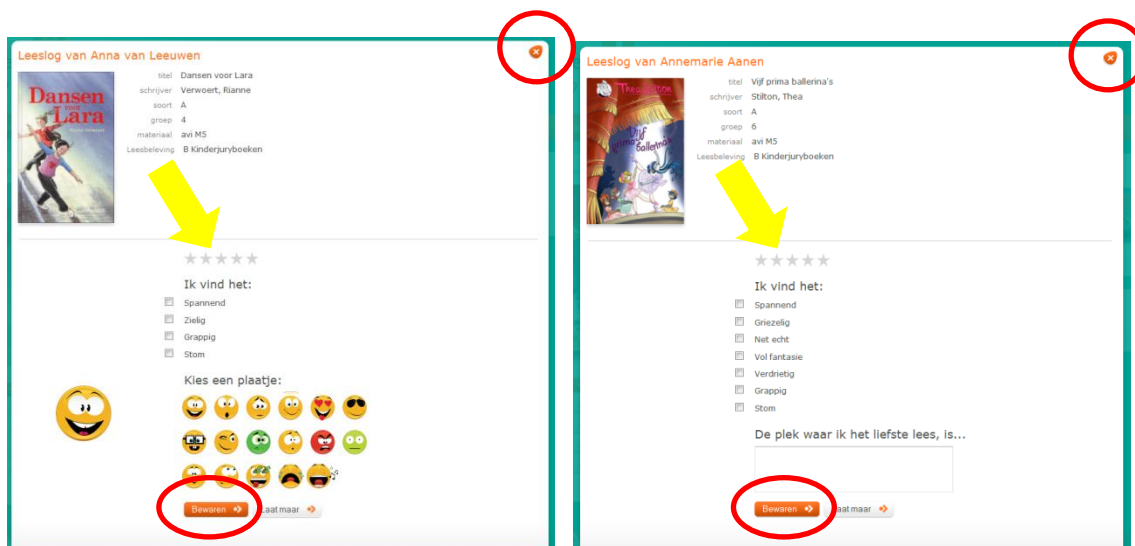 Leeslog van Anna van Leeuwen
Dansen
voor
Lara
titel Dansen voor Lara
schrijver Verwoert, Rianne
soort A
groep 4
materiaal avi M5
Leesbeleving B Kinderjuryboeken
Ik vind het:
Spannend
Zielig
Grappig
Stom
Kies een plaatje:
Bewaren
Laat maar
Leeslog van Annemarie Aanen
Thea Stilton
Vijf
prima
ballerina's
titel Vijf prima ballerina's
schrijver Stilton, Thea
soort A
groep 6
materiaal avi M5
Leesbeleving B Kinderjuryboeken
Ik vind het:
Spannend
Griezelig
Net echt
Vol fantasie
Verdrietig
Grappig
Stom
De plek waar ik het liefste lees, is...
Bewaren
Laat maar